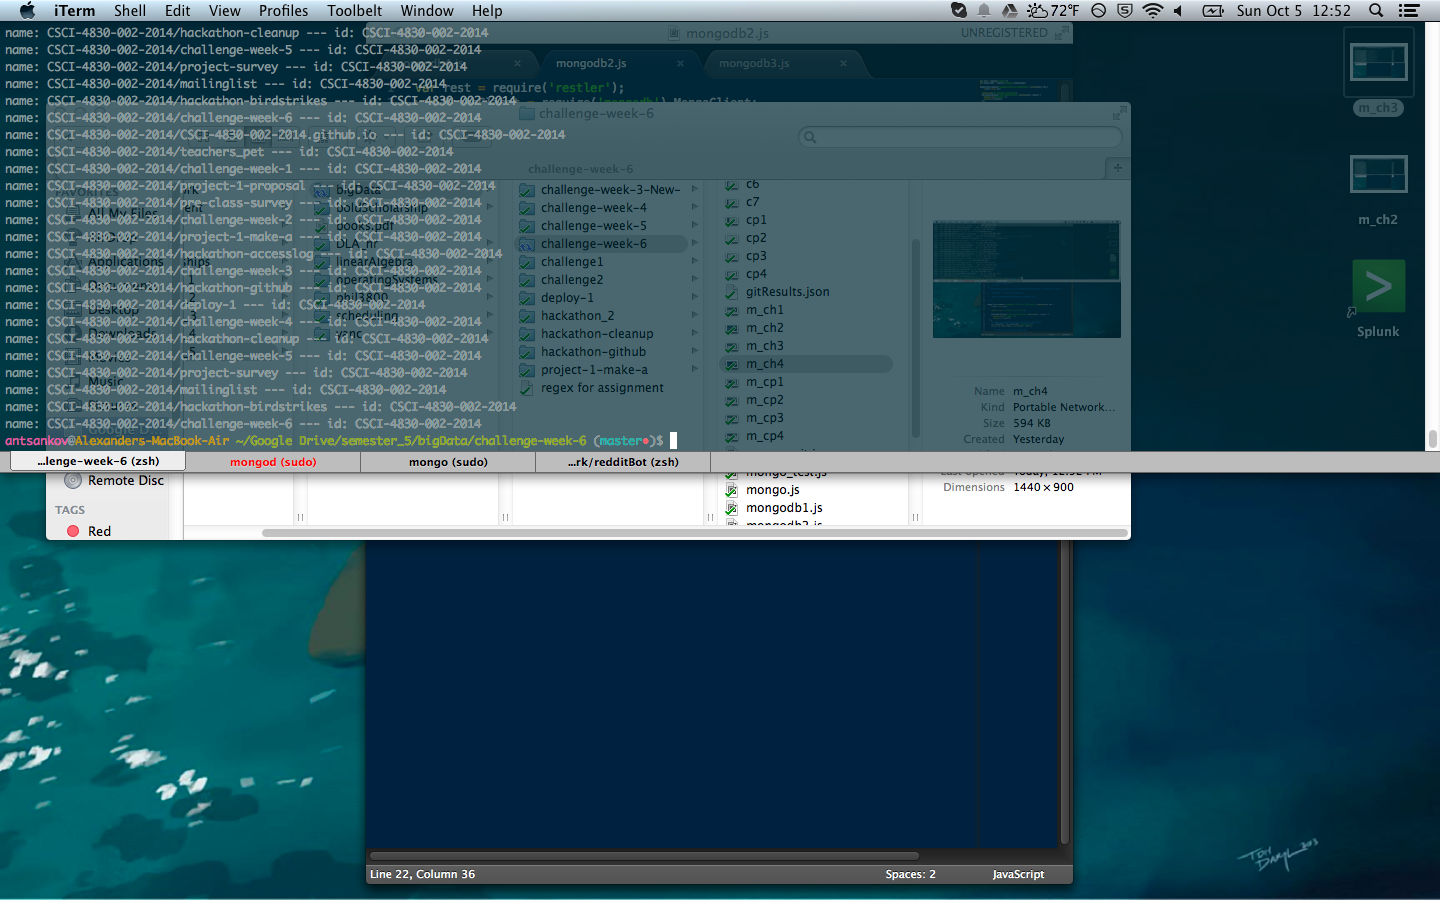 iTerm Shell Edit View Profiles Toolbelt Window Help 72°F Sun Oct 5 12:52
name: CSCI-4830-002-2014/hackathon-cleanup --- id: CSCI-4830-002-2014
name: CSCI-4830-002-2014/challenge-week-5 --- id: CSCI-4830-002-2014
name: CSCI-4830-002-2014/project-survey --- id: CSCI-4830-002-2014
name: CSCI-4830-002-2014/mailinglist --- id: CSCI-4830-002-2014
name: CSCI-4830-002-2014/hackathon-birdstrikes --- id: CSCI-4830-002-2014
name: CSCI-4830-002-2014/challenge-week-6 --- id: CSCI-4830-002-2014
name: CSCI-4830-002-2014/CSCI-4830-002-2014.github.io --- id: CSCI-4830-002-2014
name: CSCI-4830-002-2014/teachers_pet --- id: CSCI-4830-002-2014
name: CSCI-4830-002-2014/challenge-week-1 --- id: CSCI-4830-002-2014
name: CSCI-4830-002-2014/project-1-proposal --- id: CSCI-4830-002-2014
name: CSCI-4830-002-2014/pre-class-survey --- id: CSCI-4830-002-2014
name: CSCI-4830-002-2014/challenge-week-2 --- id: CSCI-4830-002-2014
name: CSCI-4830-002-2014/project-1-make-a --- id: CSCI-4830-002-2014
name: CSCI-4830-002-2014/hackathon-accesslog --- id: CSCI-4830-002-2014
name: CSCI-4830-002-2014/challenge-week-3 --- id: CSCI-4830-002-2014
name: CSCI-4830-002-2014/hackathon-github --- id: CSCI-4830-002-2014
name: CSCI-4830-002-2014/deploy-1 --- id: CSCI-4830-002-2014
name: CSCI-4830-002-2014/challenge-week-4 --- id: CSCI-4830-002-2014
name: CSCI-4830-002-2014/hackathon-cleanup --- id: CSCI-4830-002-2014
name: CSCI-4830-002-2014/challenge-week-5 --- id: CSCI-4830-002-2014
name: CSCI-4830-002-2014/project-survey --- id: CSCI-4830-002-2014
name: CSCI-4830-002-2014/mailinglist --- id: CSCI-4830-002-2014
name: CSCI-4830-002-2014/hackathon-birdstrikes --- id: CSCI-4830-002-2014
name: CSCI-4830-002-2014/challenge-week-6 --- id: CSCI-4830-002-2014
antsankov@Alexanders-MacBook-Air ~/Google Drive/semester_5/bigData/challenge-week-6 (master●)$
...lenge-week-6 (zsh) mongod (sudo) mongo (sudo) ...rk/redditBot (zsh)
mongodb2.js UNREGISTERED
mongodb2.js mongodb3.js
var rest = require('restler');
challenge-week-6
challenge-week-6
FAVORITES
All My Files
Applications
Desktop
Downloads
Music
Remote Disc
TAGS
Red
bigData
boldScholarship
books.pdf
DLA_hr
linearAlgebra
operatingSystems
phil3800
scheduling
challenge-week-3-New-
challenge-week-4
challenge-week-5
challenge-week-6
challenge1
challenge2
deploy-1
hackathon_2
hackathon-cleanup
hackathon-github
project-1-make-a
regex for assignment
c6
c7
cp1
cp2
cp3
cp4
gitResults.json
m_ch1
m_ch2
m_ch3
m_ch4
m_cp1
m_cp2
m_cp3
m_cp4
mongo_test.js
mongo.js
mongodb1.js
mongodb2.js
Name m_ch4
Kind Portable Network...
Size 594 KB
Created Yesterday
Dimensions 1440 × 900
m_ch3
m_ch2
>
Splunk
Line 22, Column 36 Spaces: 2 JavaScript